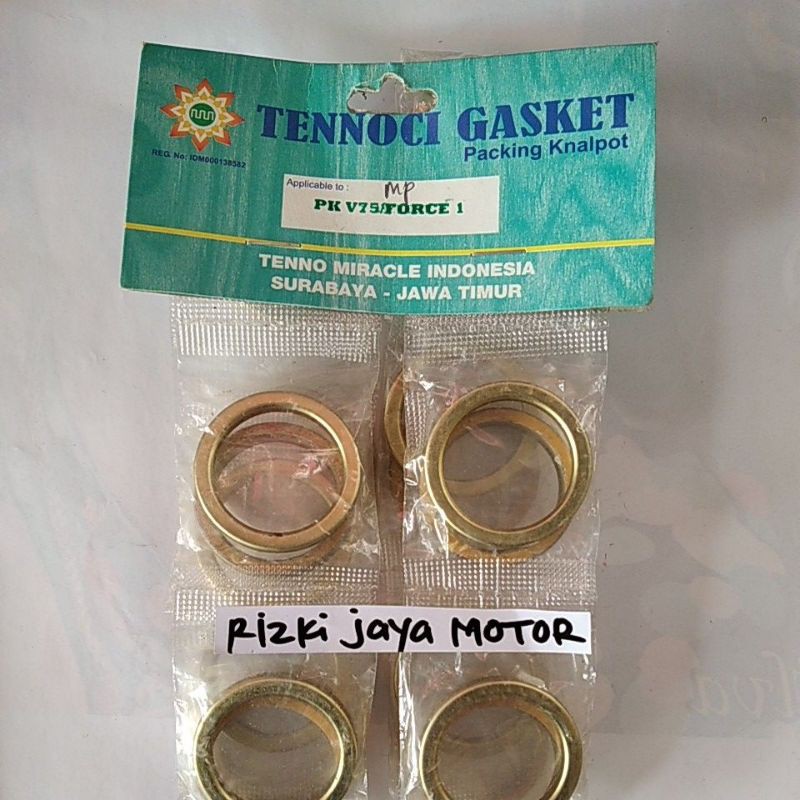 TENNOCI GASKET
Packing Knalpot
REG. No: IDM000138582
Applicable to :
MP
PK V75/FORCE 1
TENNO MIRACLE INDONESIA
SURABAYA - JAWA TIMUR
Rizki jaya MOTOR